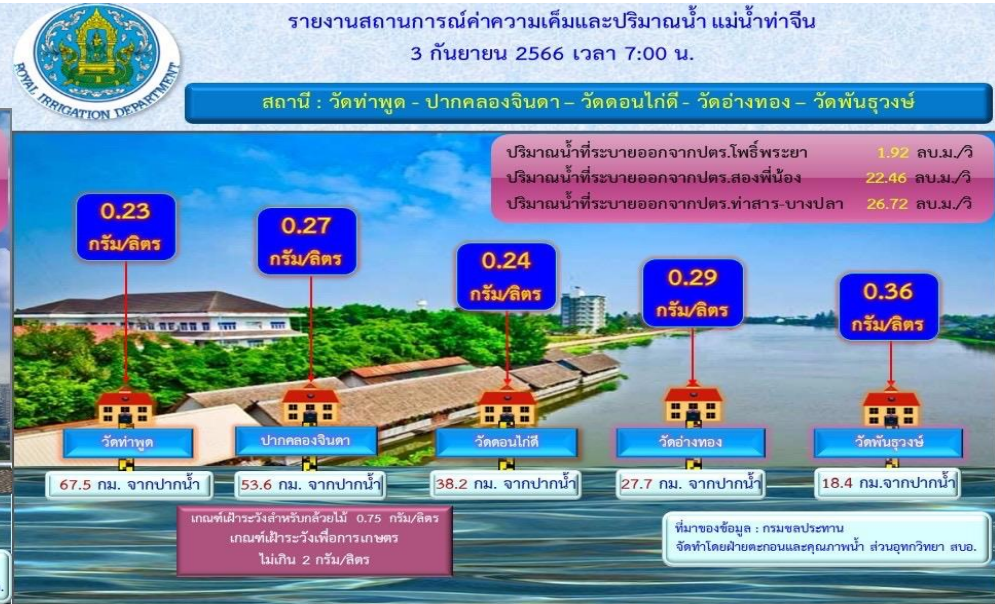 รายงานสถานการณ์ค่าความเค็มและปริมาณน้ำ แม่น้ำท่าจีน
3 กันยายน 2566 เวลา 7:00 น.
ROYAL IRRIGATION DEPARTMENT
สถานี : วัดท่าพูด - ปากคลองจินดา – วัดดอนไก่ดี - วัดอ่างทอง – วัดพันธุวงษ์
ปริมาณน้ำที่ระบายออกจากปตร.โพธิ์พระยา 1.92 ลบ.ม./วิ
ปริมาณน้ำที่ระบายออกจากปตร.สองพี่น้อง 22.46 ลบ.ม./วิ
ปริมาณน้ำที่ระบายออกจากปตร.ท่าสาร-บางปลา 26.72 ลบ.ม./วิ
0.23
กรัม/ลิตร
0.27
กรัม/ลิตร
0.24
กรัม/ลิตร
0.29
กรัม/ลิตร
0.36
กรัม/ลิตร
วัดท่าพูด
ปากคลองจินดา
วัดดอนไก่ดี
วัดอ่างทอง
วัดพันธุวงษ์
67.5 กม. จากปากน้ำ
53.6 กม. จากปากน้ำ
38.2 กม. จากปากน้ำ
27.7 กม. จากปากน้ำ
18.4 กม.จากปากน้ำ
เกณฑ์เฝ้าระวังสำหรับกล้วยไม้ 0.75 กรัม/ลิตร
เกณฑ์เฝ้าระวังเพื่อการเกษตร
ไม่เกิน 2 กรัม/ลิตร
ที่มาของข้อมูล : กรมชลประทาน
จัดทำโดยฝ่ายตะกอนและคุณภาพน้ำ ส่วนอุทกวิทยา สบอ.